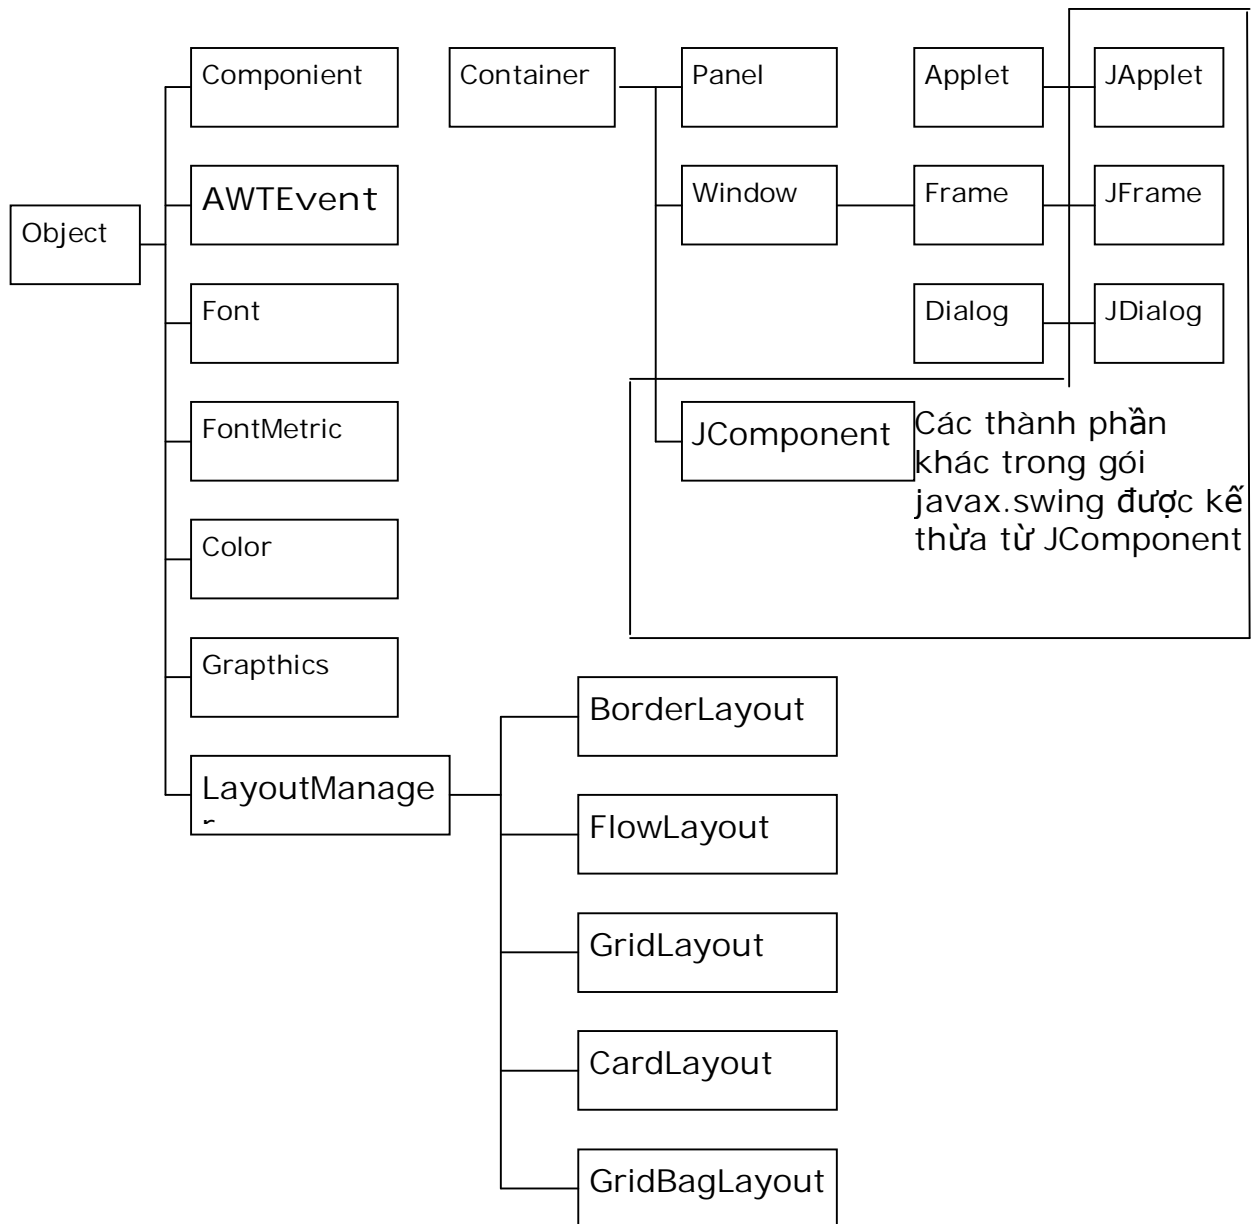 Componient
Container
Panel
Applet
JApplet
AWTEvent
Window
Frame
JFrame
Object
Font
Dialog
JDialog
FontMetric
JComponent
Các thành phần
khác trong gói
javax.swing được kế
thừa từ JComponent
Color
Grapthics
BorderLayout
LayoutManage
r
FlowLayout
GridLayout
CardLayout
GridBagLayout